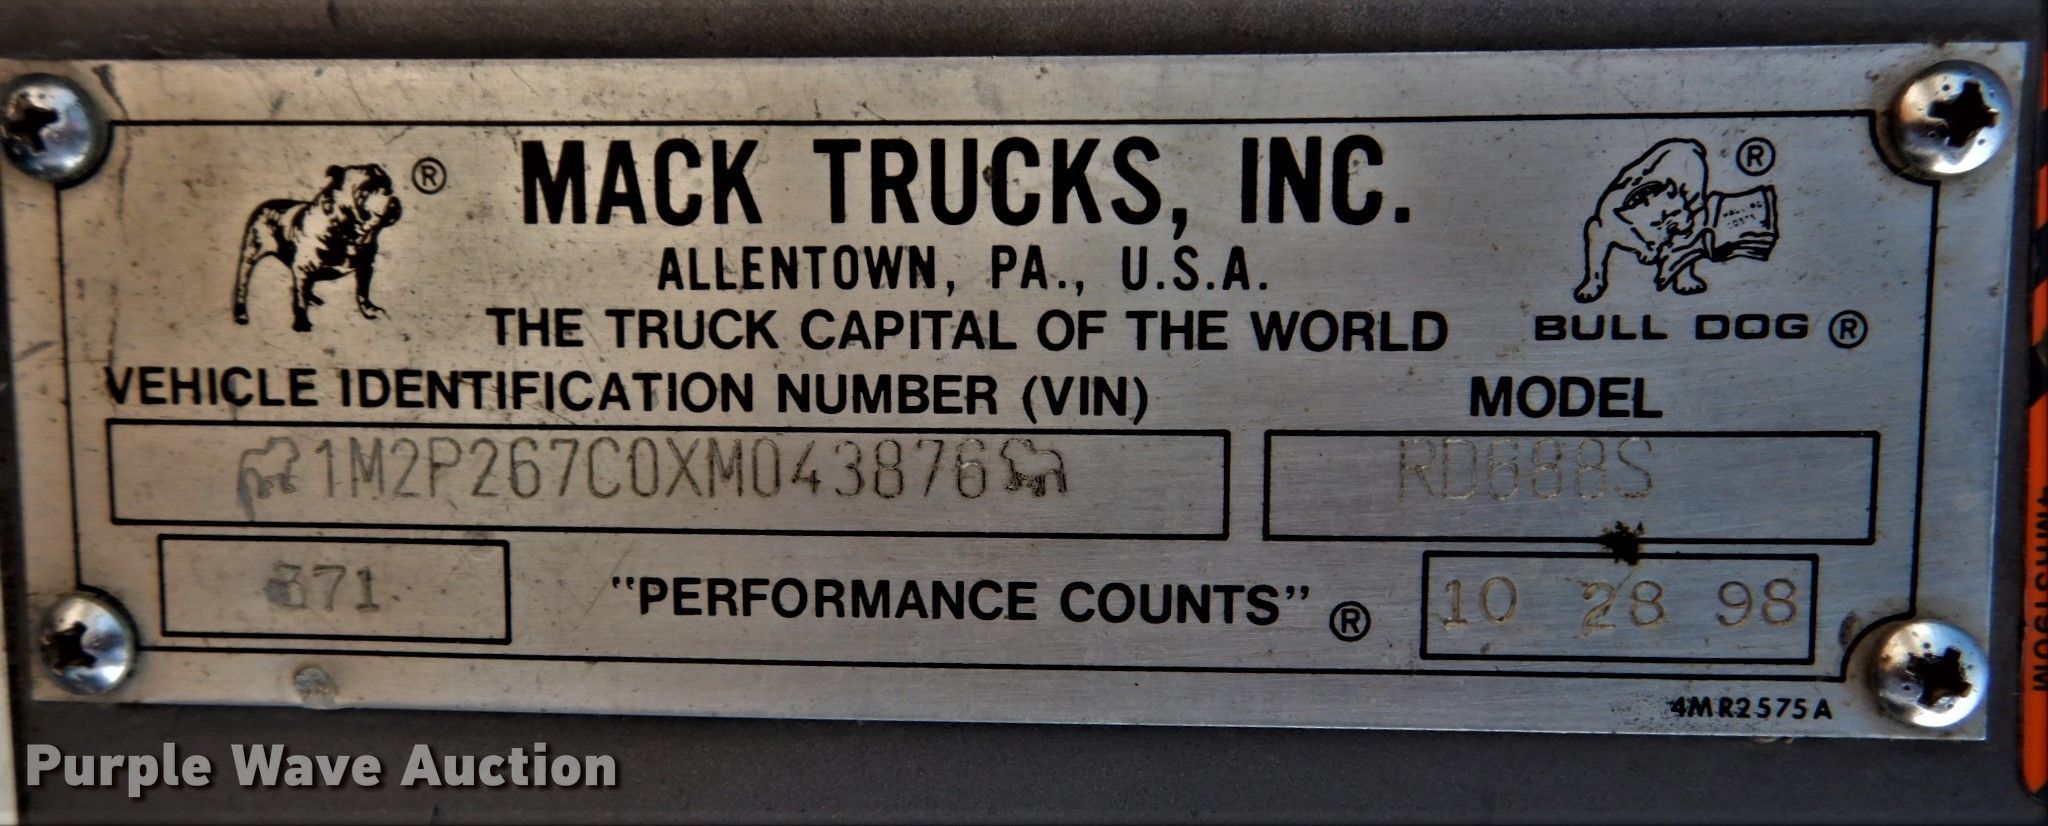 ® MACK TRUCKS, INC. ®
ALLENTOWN, PA., U.S.A.
THE TRUCK CAPITAL OF THE WORLD
BULL DOG ®
VEHICLE IDENTIFICATION NUMBER (VIN) MODEL
1M2P267C0XM043876 RD688S
371 "PERFORMANCE COUNTS" ® 10 28 98
4MR2575A
Purple Wave Auction